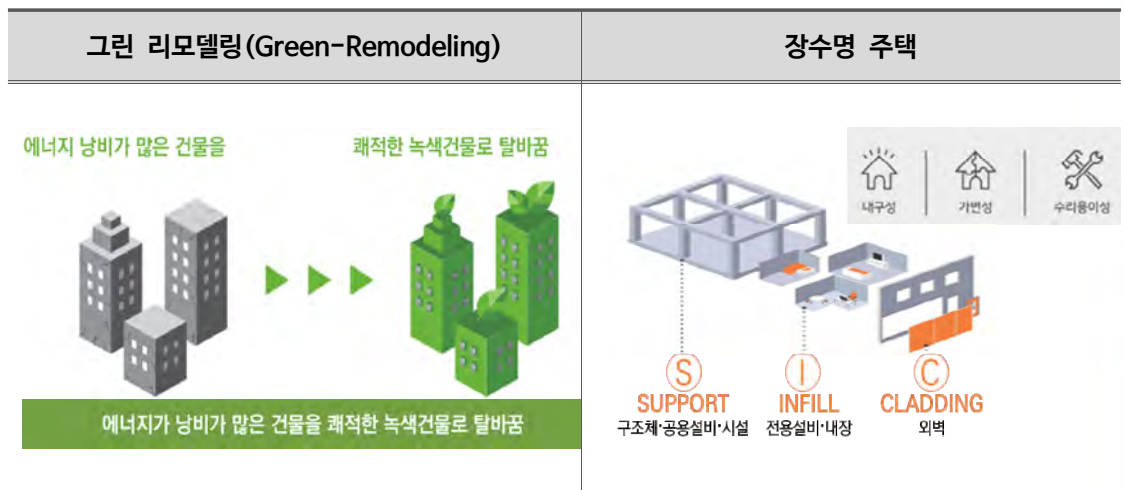 그린 리모델링(Green-Remodeling)
장수명 주택
에너지 낭비가 많은 건물을
쾌적한 녹색건물로 탈바꿈
에너지가 낭비가 많은 건물을 쾌적한 녹색건물로 탈바꿈
내구성
가변성
수리용이성
S
SUPPORT
구조체·공용설비·시설
I
INFILL
전용설비·내장
C
CLADDING
외벽